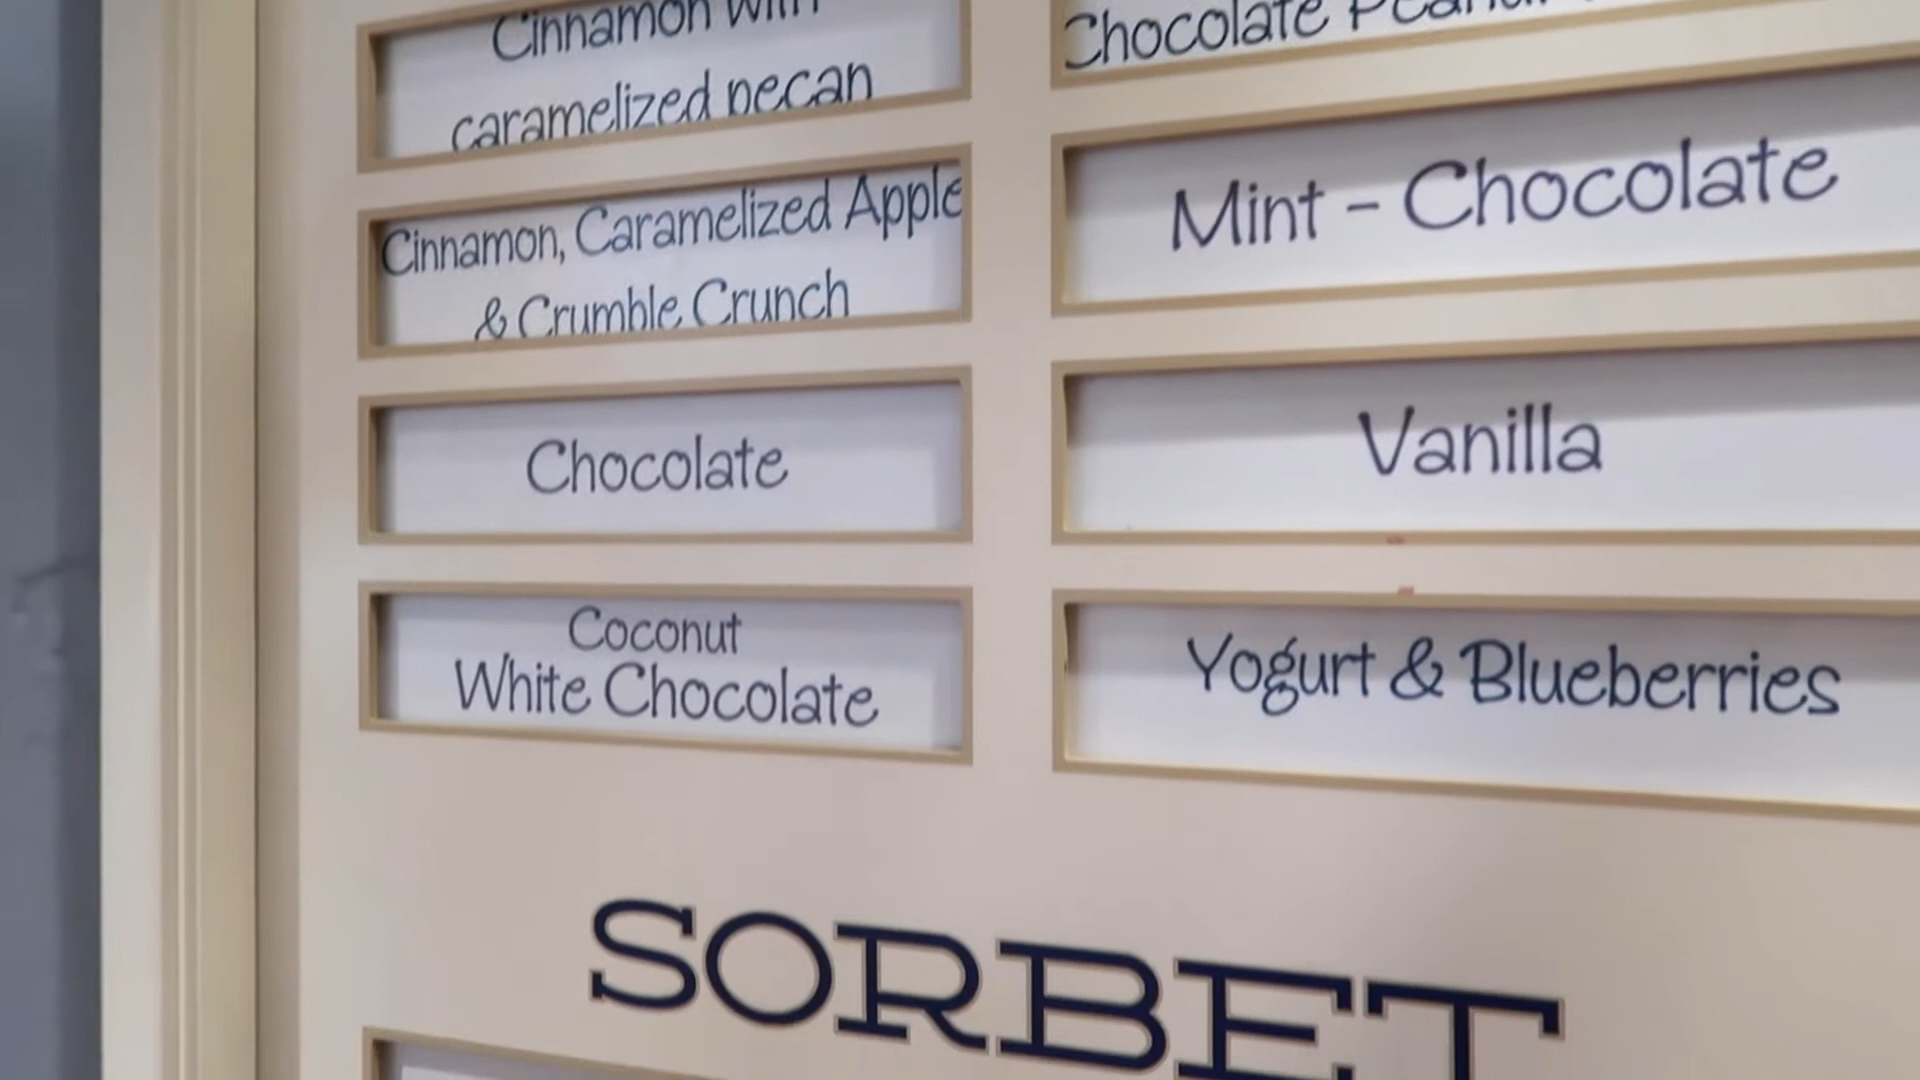 Cinnamon with
caramelized pecan
Cinnamon, Caramelized Apple
& Crumble Crunch
Chocolate
Coconut
White Chocolate
Chocolate
Mint - Chocolate
Vanilla
Yogurt & Blueberries
SORBET